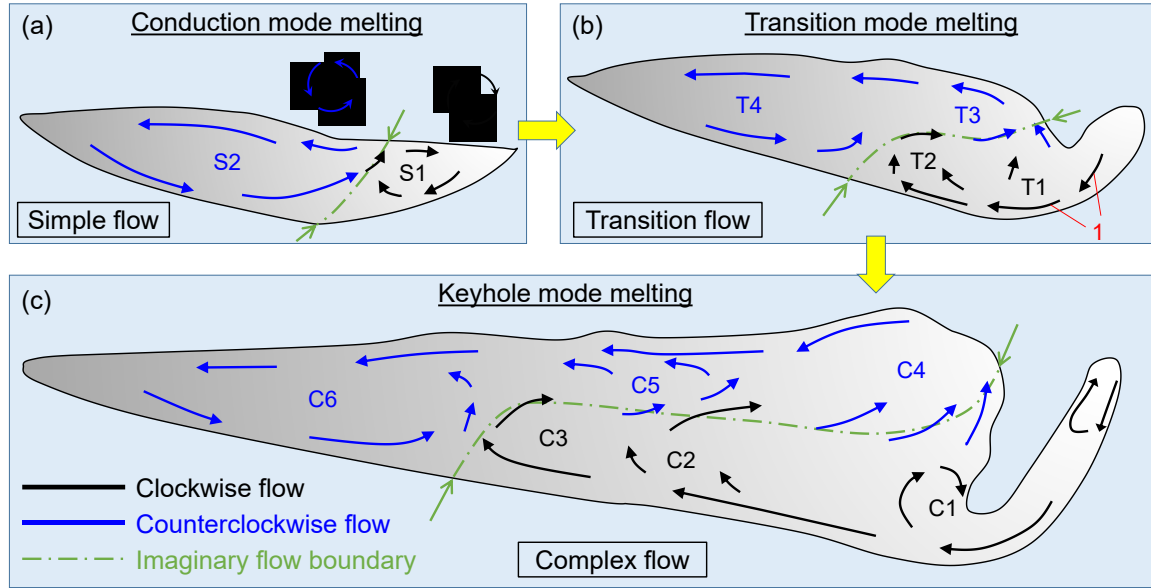 (a)
Conduction mode melting
S2
S1
Simple flow
(b)
Transition mode melting
T4
T3
T2
T1
1
Transition flow
(c)
Keyhole mode melting
C6
C5
C4
C3
C2
C1
Clockwise flow
Counterclockwise flow
Imaginary flow boundary
Complex flow